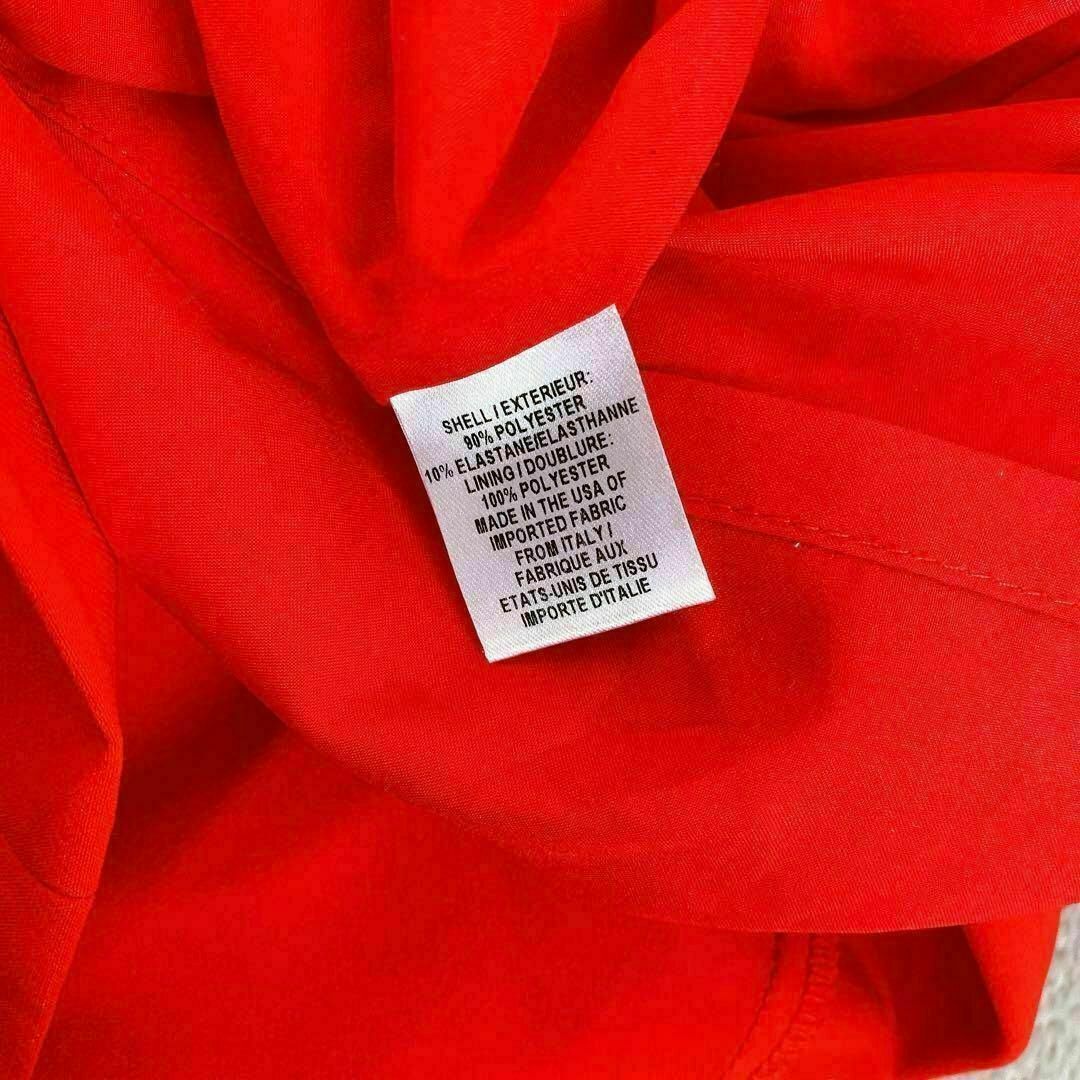 SHELL / EXTERIEUR:
90% POLYESTER
10% ELASTANE/ELASTHANNE
LINING / DOUBLURE:
100% POLYESTER
MADE IN THE USA OF
IMPORTED FABRIC
FROM ITALY /
FABRIQUE AUX
ETATS-UNIS DE TISSU
IMPORTE D'ITALIE